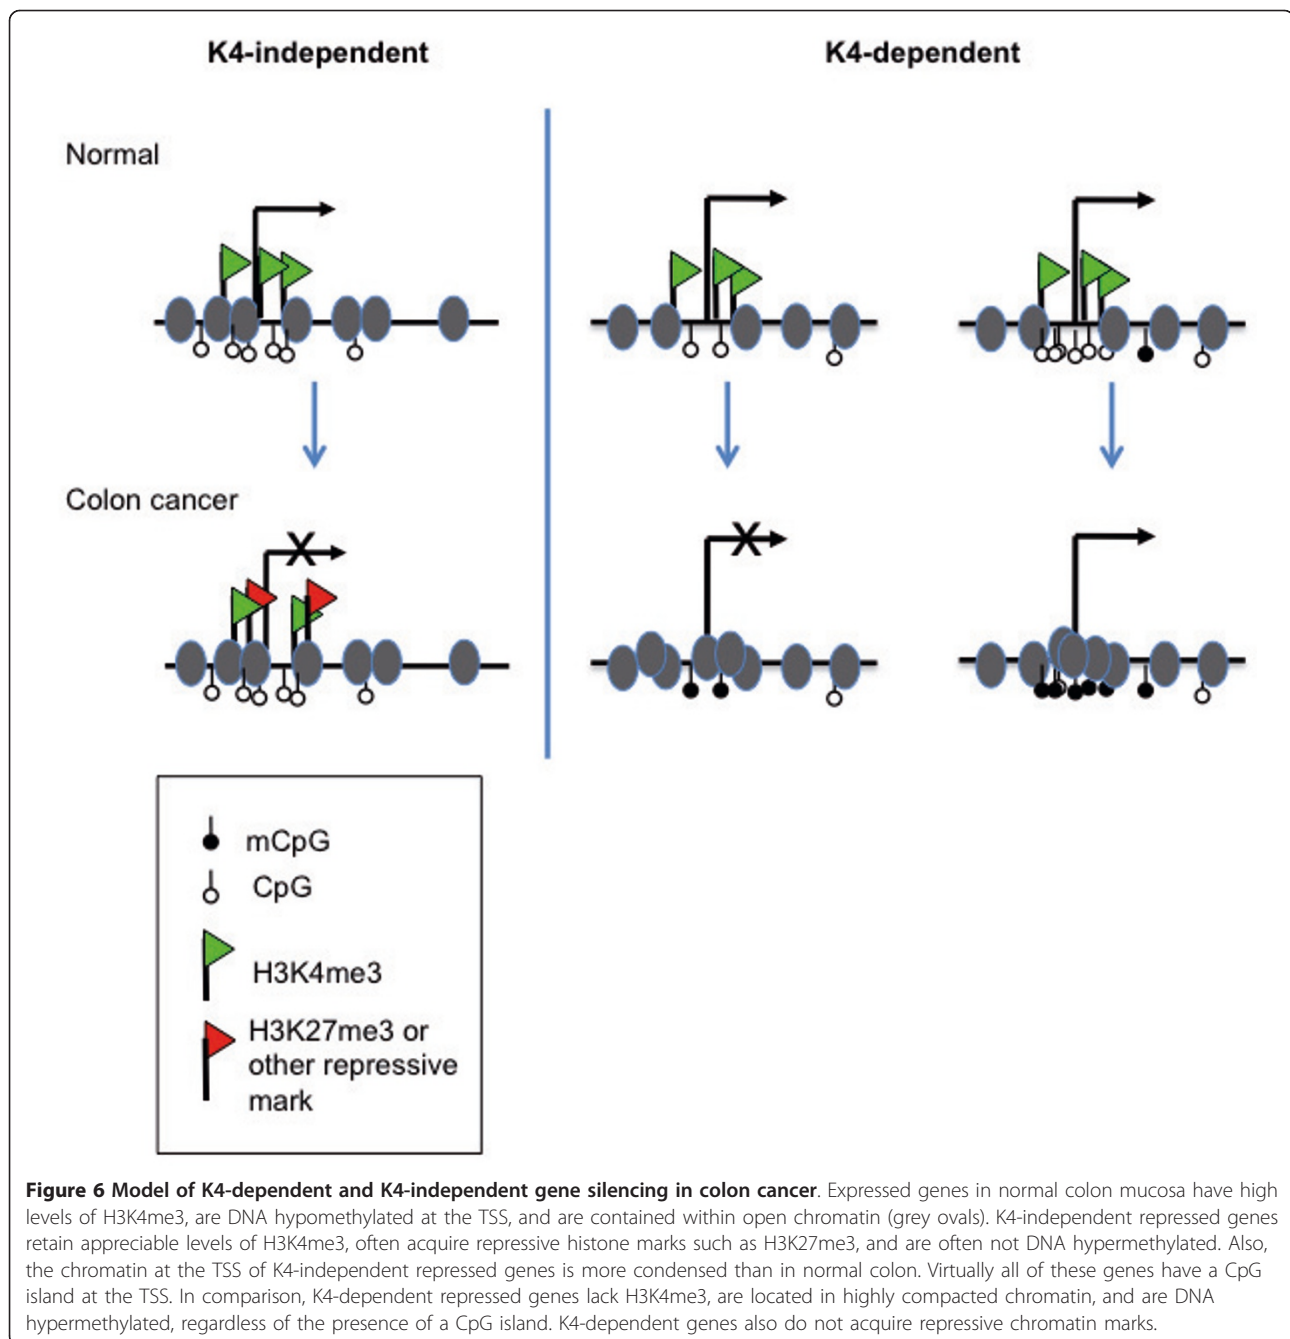 K4-independent
K4-dependent
Normal
Colon cancer
X
X
mCpG
CpG
H3K4me3
H3K27me3 or
other repressive
mark
Figure 6 Model of K4-dependent and K4-independent gene silencing in colon cancer. Expressed genes in normal colon mucosa have high
levels of H3K4me3, are DNA hypomethylated at the TSS, and are contained within open chromatin (grey ovals). K4-independent repressed genes
retain appreciable levels of H3K4me3, often acquire repressive histone marks such as H3K27me3, and are often not DNA hypermethylated. Also,
the chromatin at the TSS of K4-independent repressed genes is more condensed than in normal colon. Virtually all of these genes have a CpG
island at the TSS. In comparison, K4-dependent repressed genes lack H3K4me3, are located in highly compacted chromatin, and are DNA
hypermethylated, regardless of the presence of a CpG island. K4-dependent genes also do not acquire repressive chromatin marks.